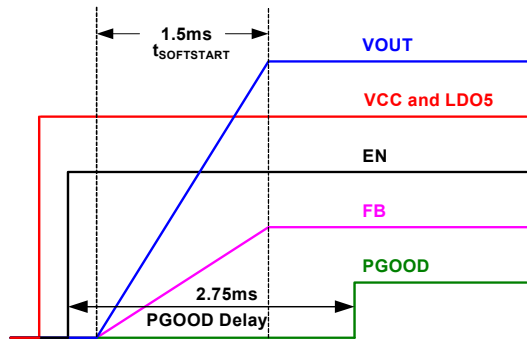 1.5ms
tSOFTSTART
VOUT
VCC and LDO5
EN
FB
PGOOD
2.75ms
PGOOD Delay